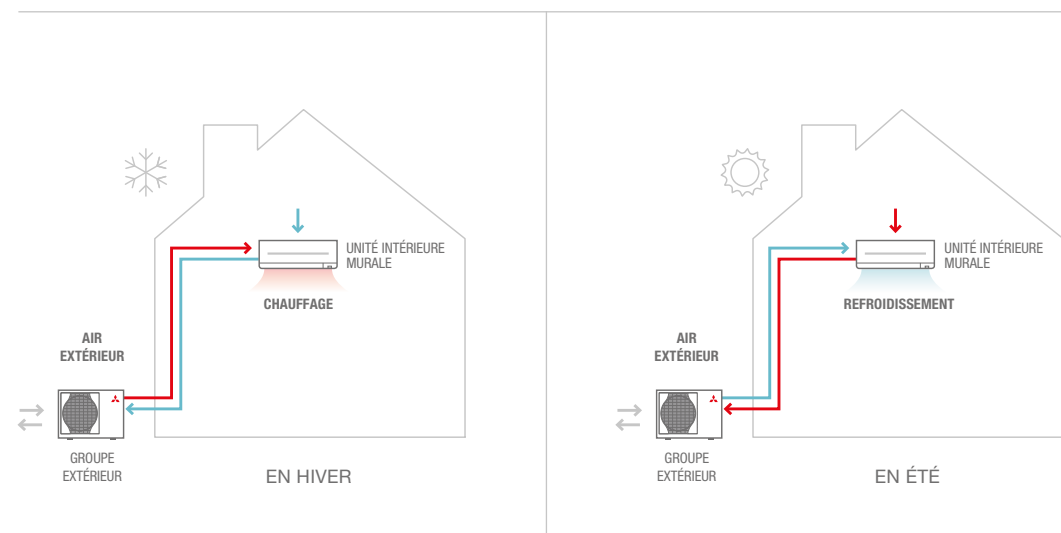 UNITÉ INTÉRIEURE
MURALE
CHAUFFAGE
AIR
EXTÉRIEUR
GROUPE
EXTÉRIEUR
EN HIVER
UNITÉ INTÉRIEURE
MURALE
REFROIDISSEMENT
AIR
EXTÉRIEUR
GROUPE
EXTÉRIEUR
EN ÉTÉ